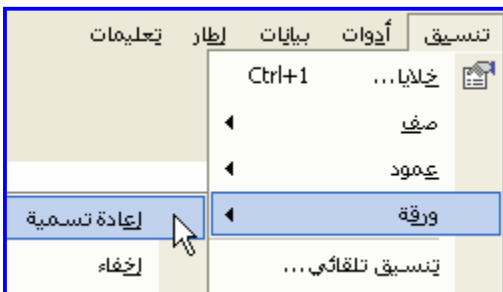 تنسيق أدوات بيانات إطار تعليمات
خلايا... Ctrl+1
صف
عمود
ورقة
إعادة تسمية
تنسيق تلقائي...
إخفاء